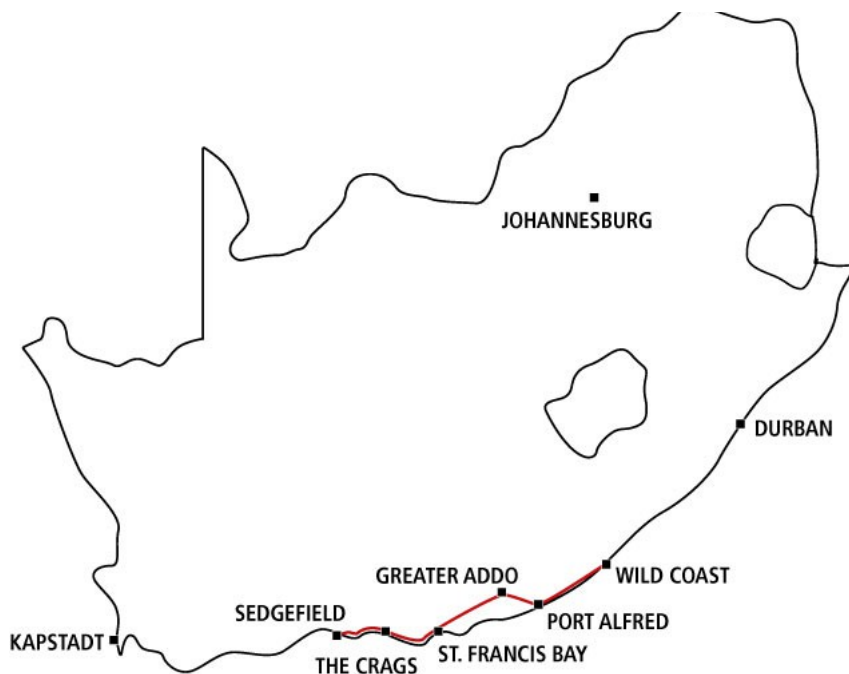 JOHANNESBURG
DURBAN
GREATER ADDO
WILD COAST
SEDGEFIELD
PORT ALFRED
KAPSTADT
THE CRAGS
ST. FRANCIS BAY